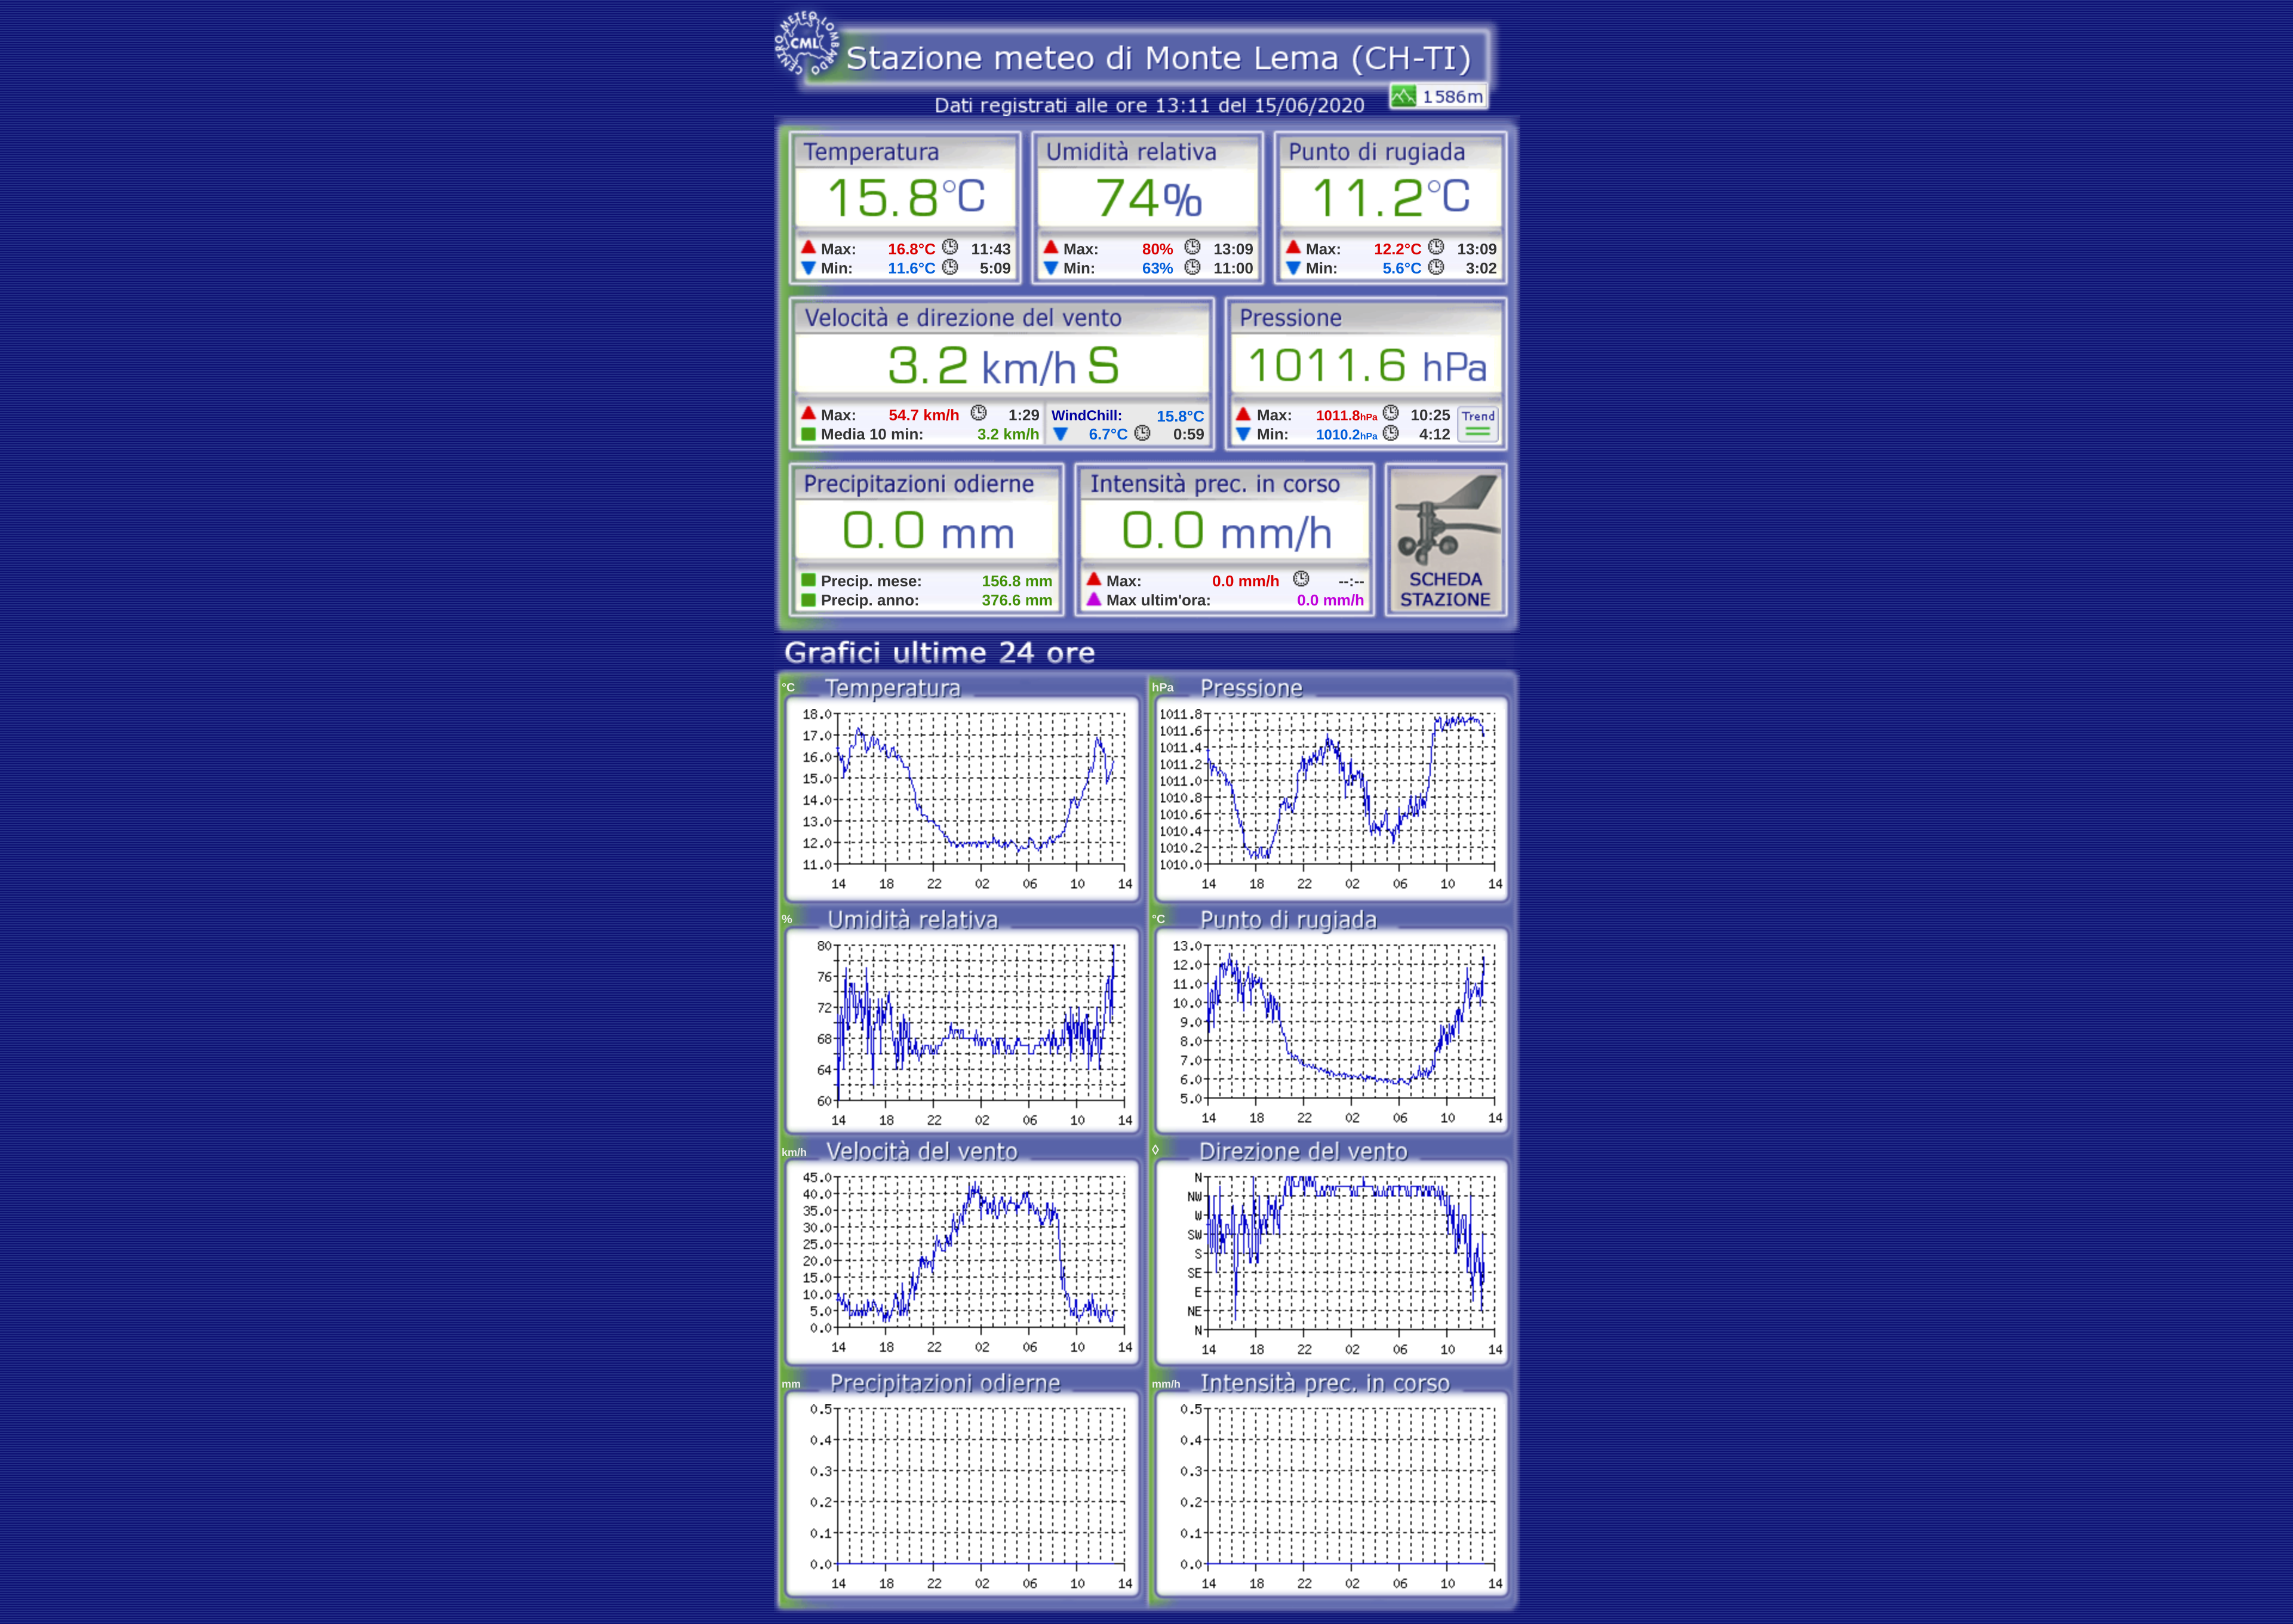 CENTRO METEO LOMBARDO
CML
Stazione meteo di Monte Lema (CH-TI)
Dati registrati alle ore 13:11 del 15/06/2020
1586m
Temperatura
15.8°C
Max: 16.8°C 11:43
Min: 11.6°C 5:09
Umidità relativa
74%
Max: 80% 13:09
Min: 63% 11:00
Punto di rugiada
11.2°C
Max: 12.2°C 13:09
Min: 5.6°C 3:02
Velocità e direzione del vento
3.2 km/h S
Max: 54.7 km/h 1:29
Media 10 min: 3.2 km/h
WindChill: 15.8°C
6.7°C 0:59
Pressione
1011.6 hPa
Max: 1011.8hPa 10:25
Min: 1010.2hPa 4:12
Trend
Precipitazioni odierne
0.0 mm
Precip. mese: 156.8 mm
Precip. anno: 376.6 mm
Intensità prec. in corso
0.0 mm/h
Max: 0.0 mm/h --:--
Max ultim'ora: 0.0 mm/h
SCHEDA
STAZIONE
Grafici ultime 24 ore
°C Temperatura
18.0
17.0
16.0
15.0
14.0
13.0
12.0
11.0
14 18 22 02 06 10 14
hPa Pressione
1011.8
1011.6
1011.4
1011.2
1011.0
1010.8
1010.6
1010.4
1010.2
1010.0
14 18 22 02 06 10 14
% Umidità relativa
80
76
72
68
64
60
14 18 22 02 06 10 14
°C Punto di rugiada
13.0
12.0
11.0
10.0
9.0
8.0
7.0
6.0
5.0
14 18 22 02 06 10 14
km/h Velocità del vento
45.0
40.0
35.0
30.0
25.0
20.0
15.0
10.0
5.0
0.0
14 18 22 02 06 10 14
◊ Direzione del vento
N
NW
W
SW
S
SE
E
NE
N
14 18 22 02 06 10 14
mm Precipitazioni odierne
0.5
0.4
0.3
0.2
0.1
0.0
14 18 22 02 06 10 14
mm/h Intensità prec. in corso
0.5
0.4
0.3
0.2
0.1
0.0
14 18 22 02 06 10 14